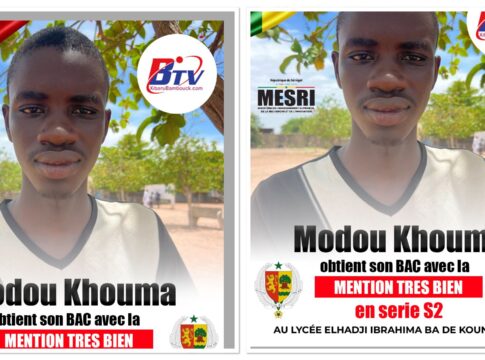 BTV
KibaruBambouck.com
odou Khouma
btient son BAC avec la
MENTION TRES BIEN
République du Sénégal
MESRI
Modou Khoum
obtient son BAC avec la
MENTION TRES BIEN
en serie S2
AU LYCÉE ELHADJI IBRAHIMA BA DE KOUN